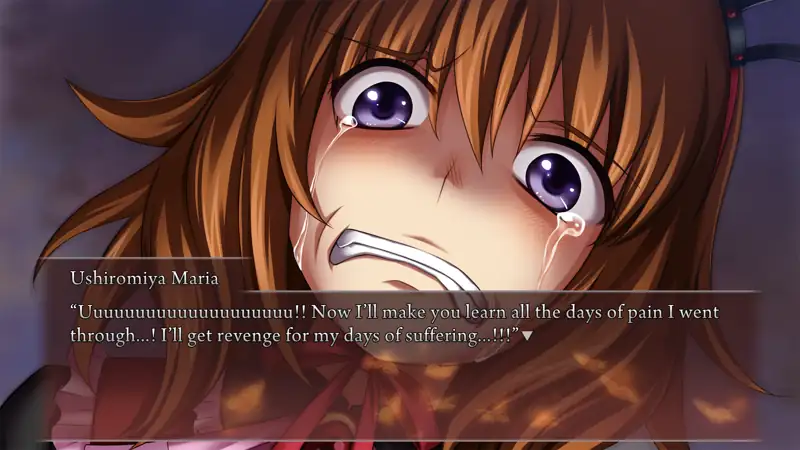 Ushiromiya Maria
“Uuuuuuuuuuuuuuuuuuu!! Now I’ll make you learn all the days of pain I went
through...! I’ll get revenge for my days of suffering...!!!”